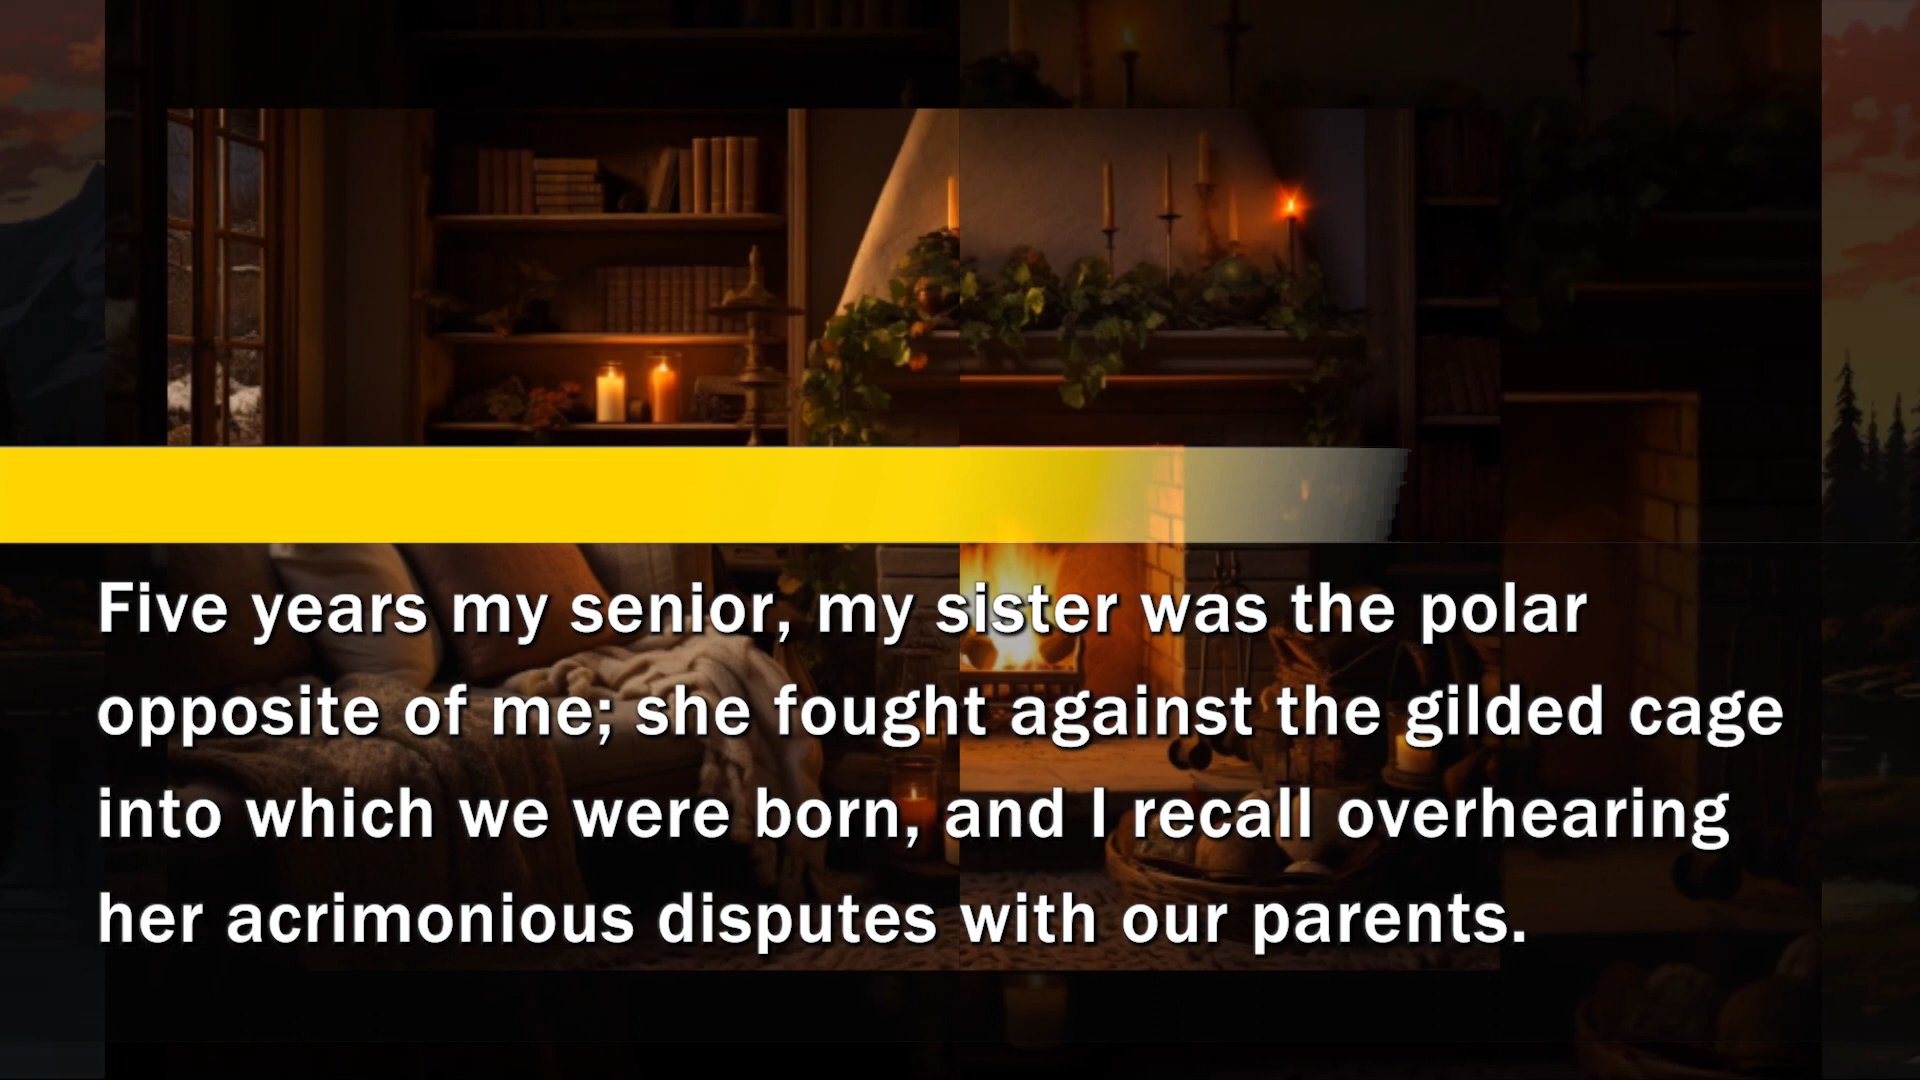 Five years my senior, my sister was the polar
opposite of me; she fought against the gilded cage
into which we were born, and I recall overhearing
her acrimonious disputes with our parents.